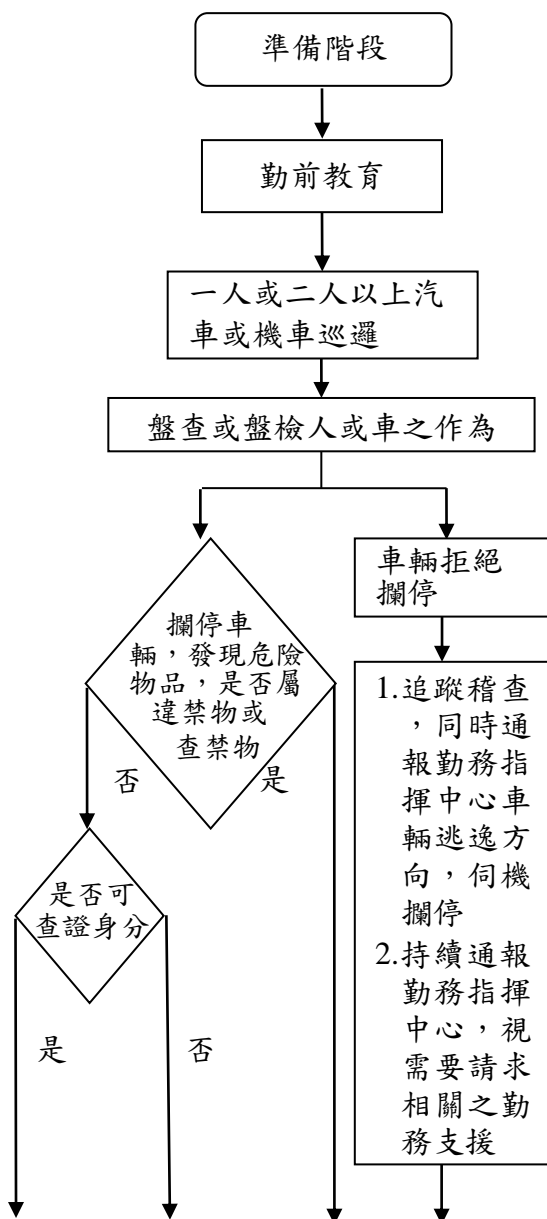 準備階段
勤前教育
一人或二人以上汽
車或機車巡邏
盤查或盤檢人或車之作為
攔停車
輛，發現危險
物品，是否屬
違禁物或
查禁物
否
是
車輛拒絕
攔停
1.追蹤稽查
，同時通
報勤務指
揮中心車
輛逃逸方
向，伺機
攔停
2.持續通報
勤務指揮
中心，視
需要請求
相關之勤
務支援
是否可
查證身分
是
否